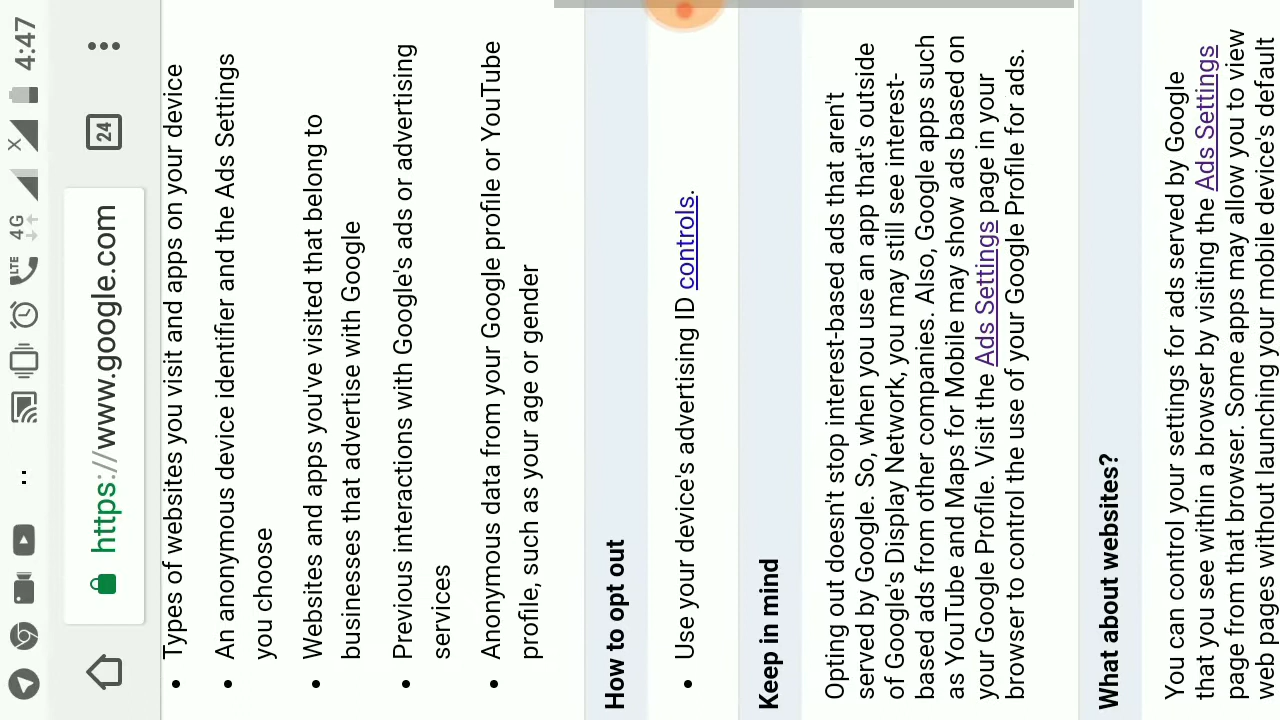 4G LTE X 4:47
https://www.google.com 24
• Types of websites you visit and apps on your device
• An anonymous device identifier and the Ads Settings
you choose
• Websites and apps you've visited that belong to
businesses that advertise with Google
• Previous interactions with Google's ads or advertising
services
• Anonymous data from your Google profile or YouTube
profile, such as your age or gender
How to opt out
• Use your device's advertising ID controls.
Keep in mind
Opting out doesn't stop interest-based ads that aren't
served by Google. So, when you use an app that's outside
of Google's Display Network, you may still see interest-
based ads from other companies. Also, Google apps such
as YouTube and Maps for Mobile may show ads based on
your Google Profile. Visit the Ads Settings page in your
browser to control the use of your Google Profile for ads.
What about websites?
You can control your settings for ads served by Google
that you see within a browser by visiting the Ads Settings
page from that browser. Some apps may allow you to view
web pages without launching your mobile device's default